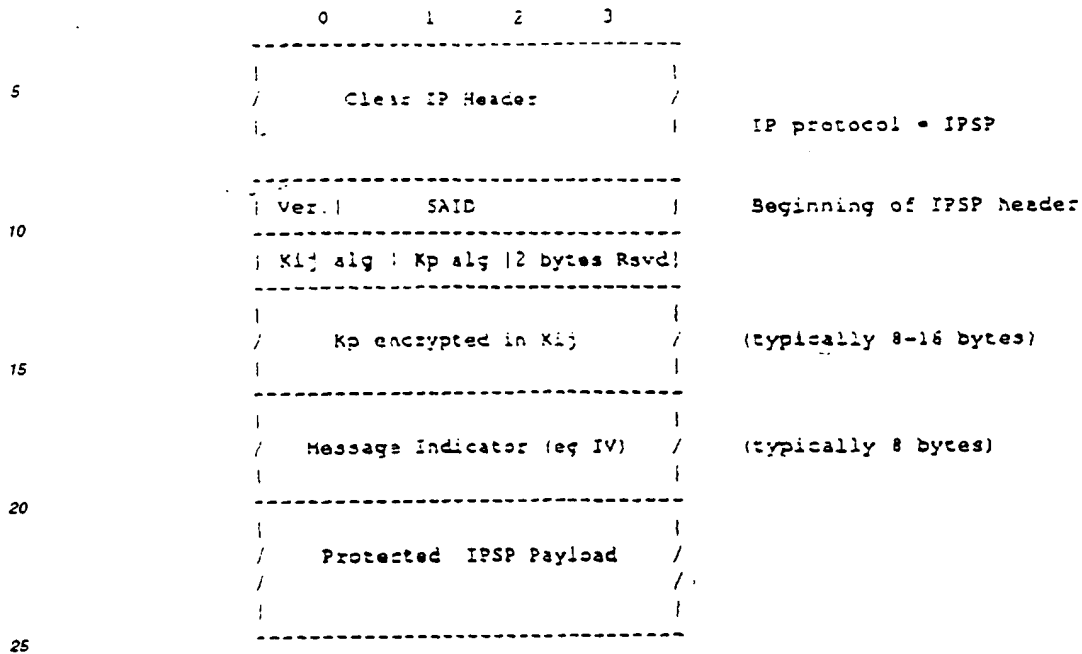 0 1 2 3
5
Clear IP Header
IP protocol = IPSP
Ver. | SAID | Beginning of IPSP header
10
Kij alg | Kp alg |2 bytes Rsvd|
Kp encrypted in Kij (typically 8-16 bytes)
15
Message Indicator (eg IV) (typically 8 bytes)
20
Protected IPSP Payload
25